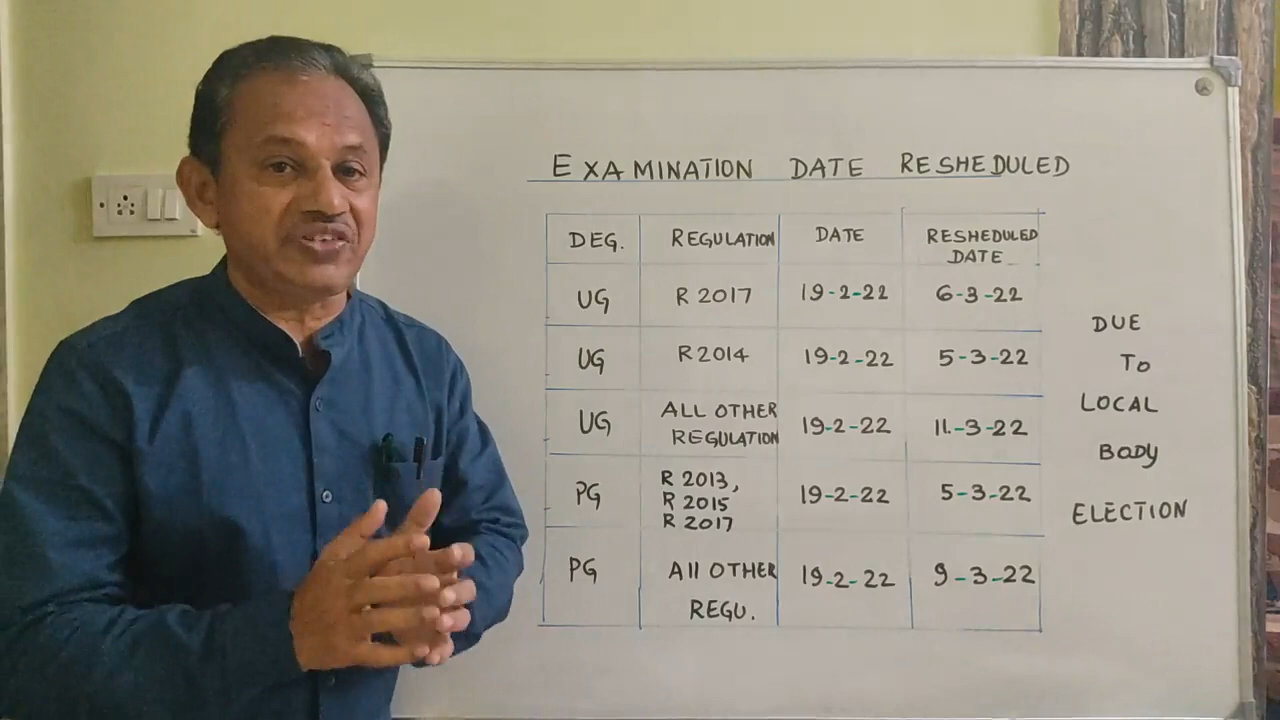 EXAMINATION DATE RESHEDULED
DEG. REGULATION DATE RESHEDULED DATE
UG R 2017 19-2-22 6-3-22
UG R2014 19-2-22 5-3-22
UG ALL OTHER REGULATION 19-2-22 11-3-22
PG R 2013, R 2015 R 2017 19-2-22 5-3-22
PG All OTHER REGU. 19-2-22 9-3-22
DUE
TO
LOCAL
BODY
ELECTION